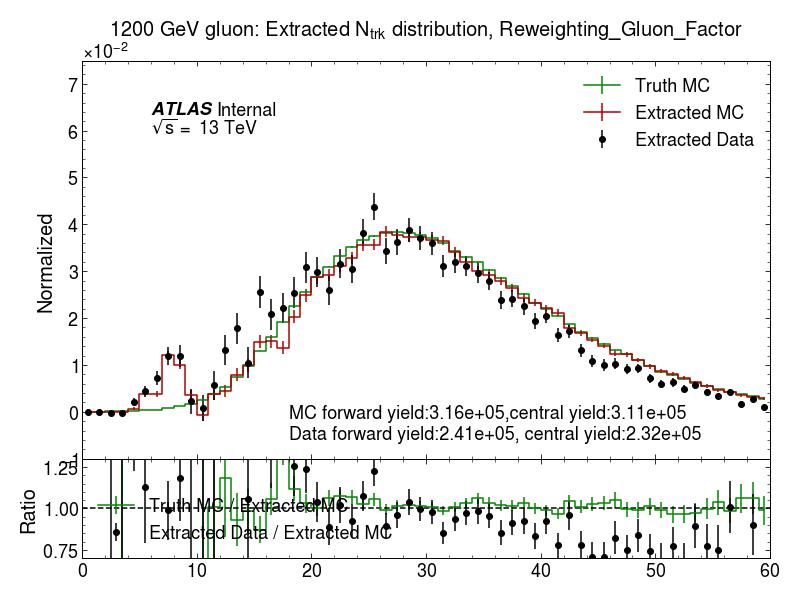 1200 GeV gluon: Extracted Ntrk distribution, Reweighting_Gluon_Factor
×10−2
7
6
5
4
3
2
1
0
1
Normalized
ATLAS Internal
√s = 13 TeV
Truth MC
Extracted MC
Extracted Data
MC forward yield:3.16e+05,central yield:3.11e+05
Data forward yield:2.41e+05, central yield:2.32e+05
1.25
1.00
0.75
Ratio
Truth MC / Extracted MC
Extracted Data / Extracted MC
0 10 20 30 40 50 60